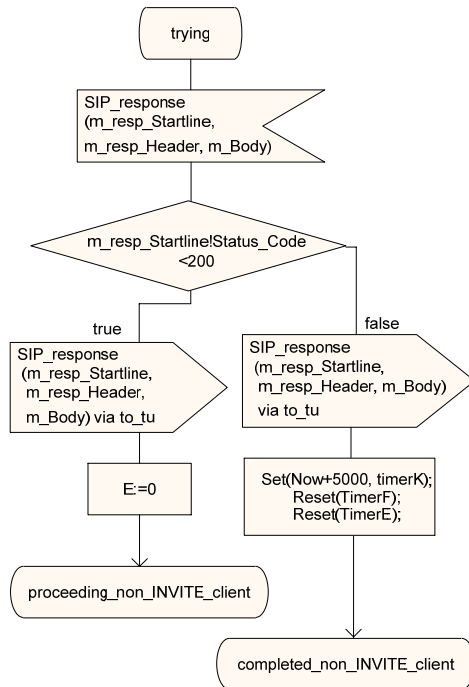 trying
SIP_response
(m_resp_Startline,
m_resp_Header, m_Body)
m_resp_Startline!Status_Code
<200
true
false
SIP_response
(m_resp_Startline,
m_resp_Header,
m_Body) via to_tu
SIP_response
(m_resp_Startline,
m_resp_Header, m_Body)
via to_tu
E:=0
Set(Now+5000, timerK);
Reset(TimerF);
Reset(TimerE);
proceeding_non_INVITE_client
completed_non_INVITE_client